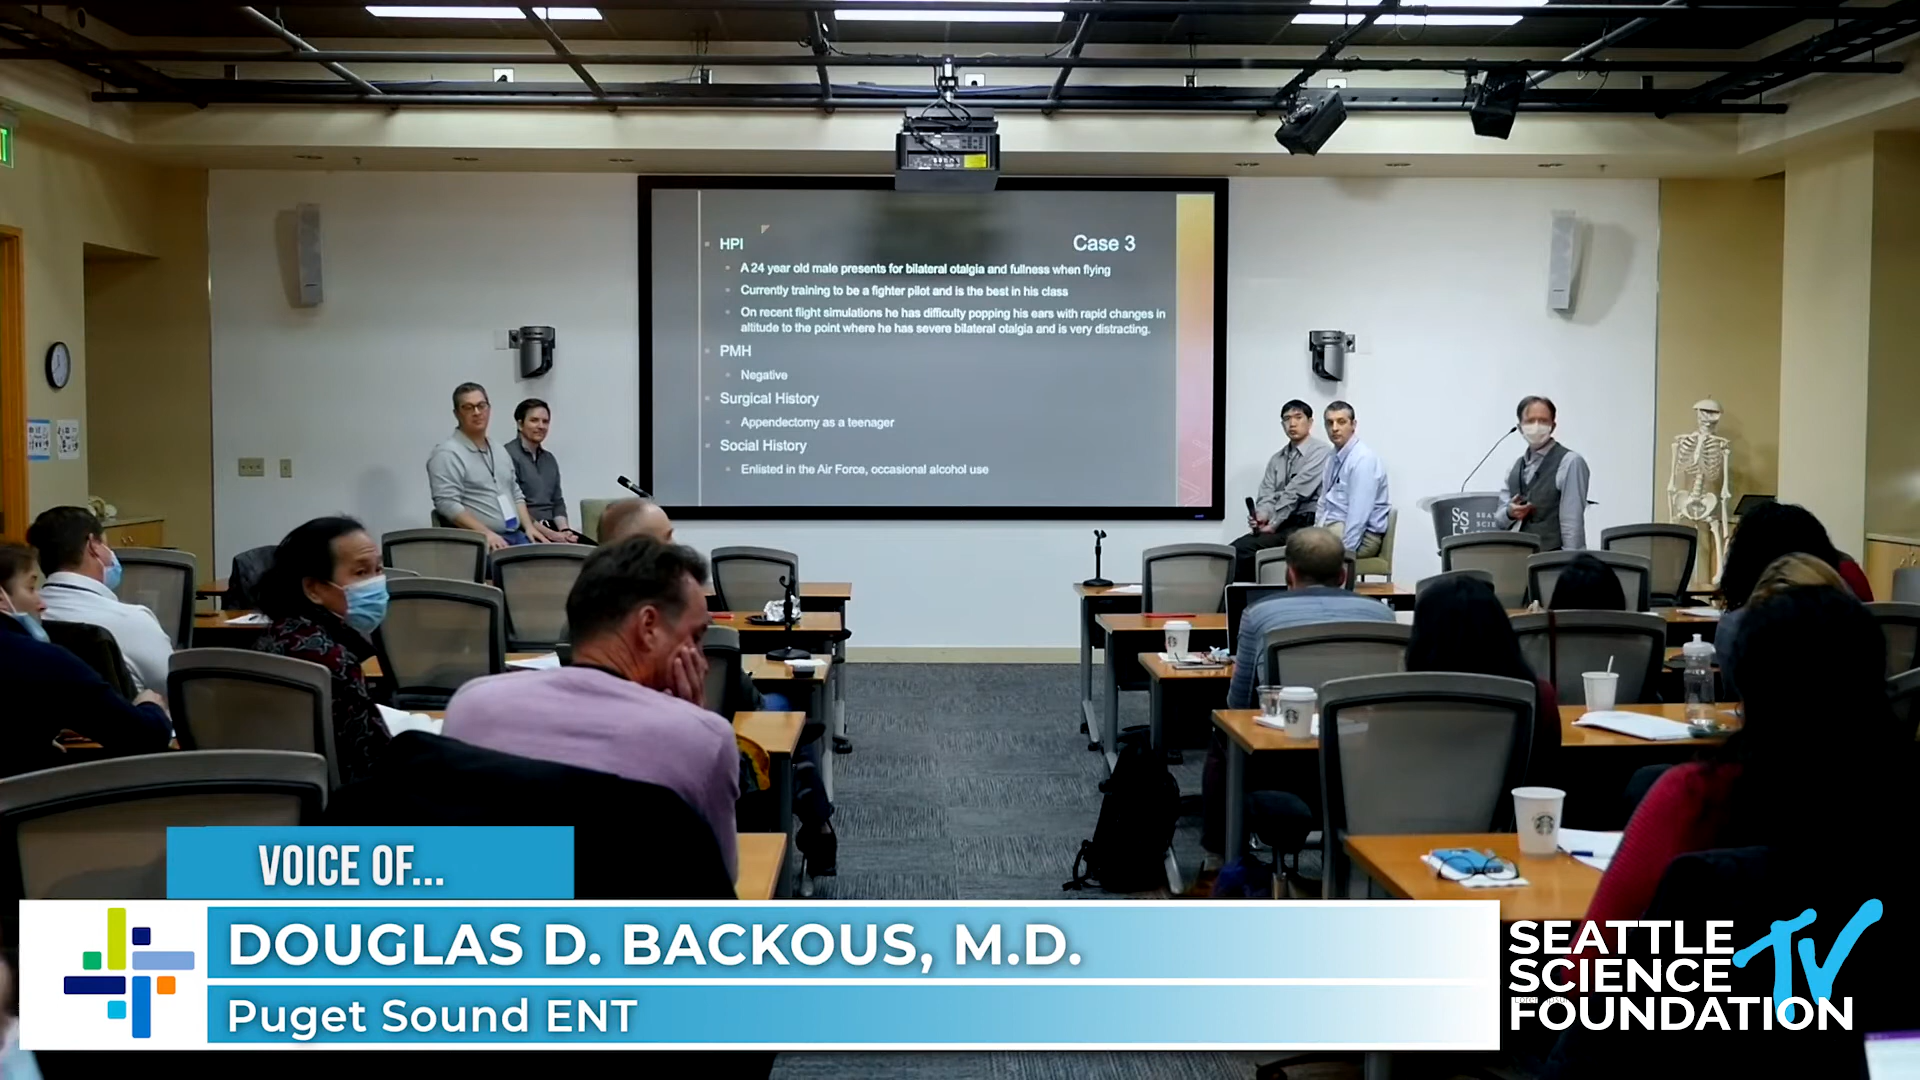 HPI
Case 3
A 24 year old male presents for bilateral otalgia and fullness when flying
Currently training to be a fighter pilot and is the best in his class
On recent flight simulations he has difficulty popping his ears with rapid changes in
altitude to the point where he has severe bilateral otalgia and is very distracting.
PMH
Negative
Surgical History
Appendectomy as a teenager
Social History
Enlisted in the Air Force, occasional alcohol use
VOICE OF...
DOUGLAS D. BACKOUS, M.D.
Puget Sound ENT
SEATTLE
SCIENCE
FOUNDATION
TV